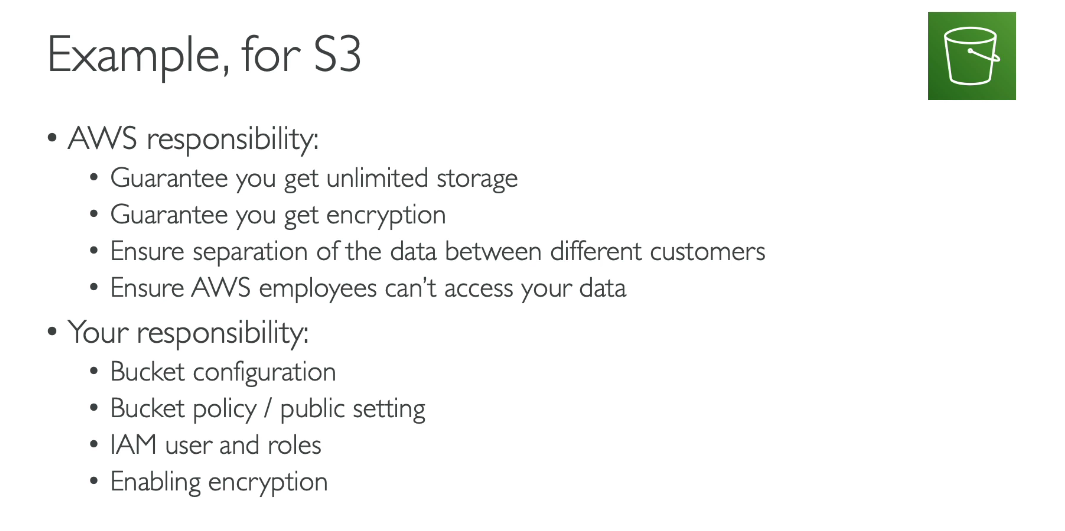 Example, for S3
• AWS responsibility:
• Guarantee you get unlimited storage
• Guarantee you get encryption
• Ensure separation of the data between different customers
• Ensure AWS employees can’t access your data
• Your responsibility:
• Bucket configuration
• Bucket policy / public setting
• IAM user and roles
• Enabling encryption